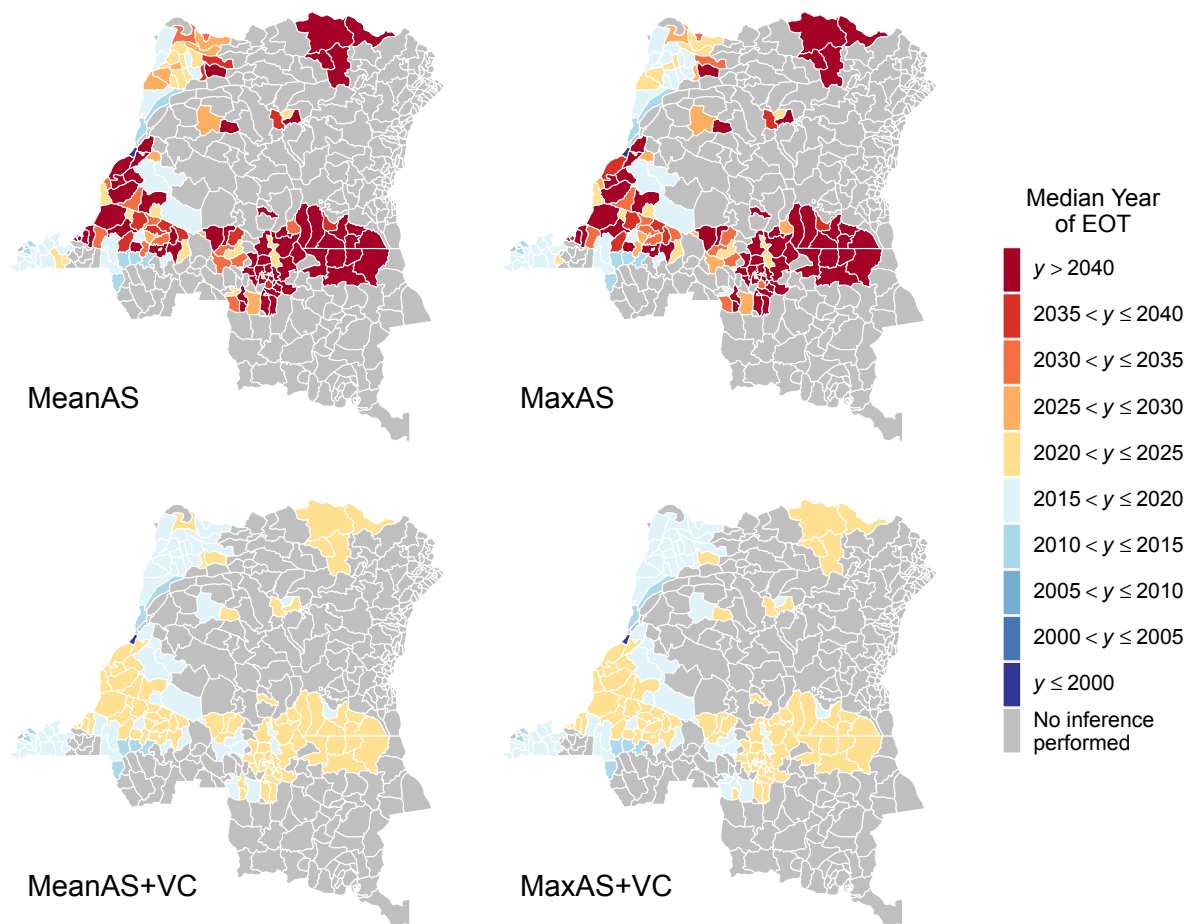 Median Year
of EOT
y > 2040
2035 < y ≤ 2040
2030 < y ≤ 2035
2025 < y ≤ 2030
2020 < y ≤ 2025
2015 < y ≤ 2020
2010 < y ≤ 2015
2005 < y ≤ 2010
2000 < y ≤ 2005
y ≤ 2000
No inference
performed
MeanAS
MaxAS
MeanAS+VC
MaxAS+VC